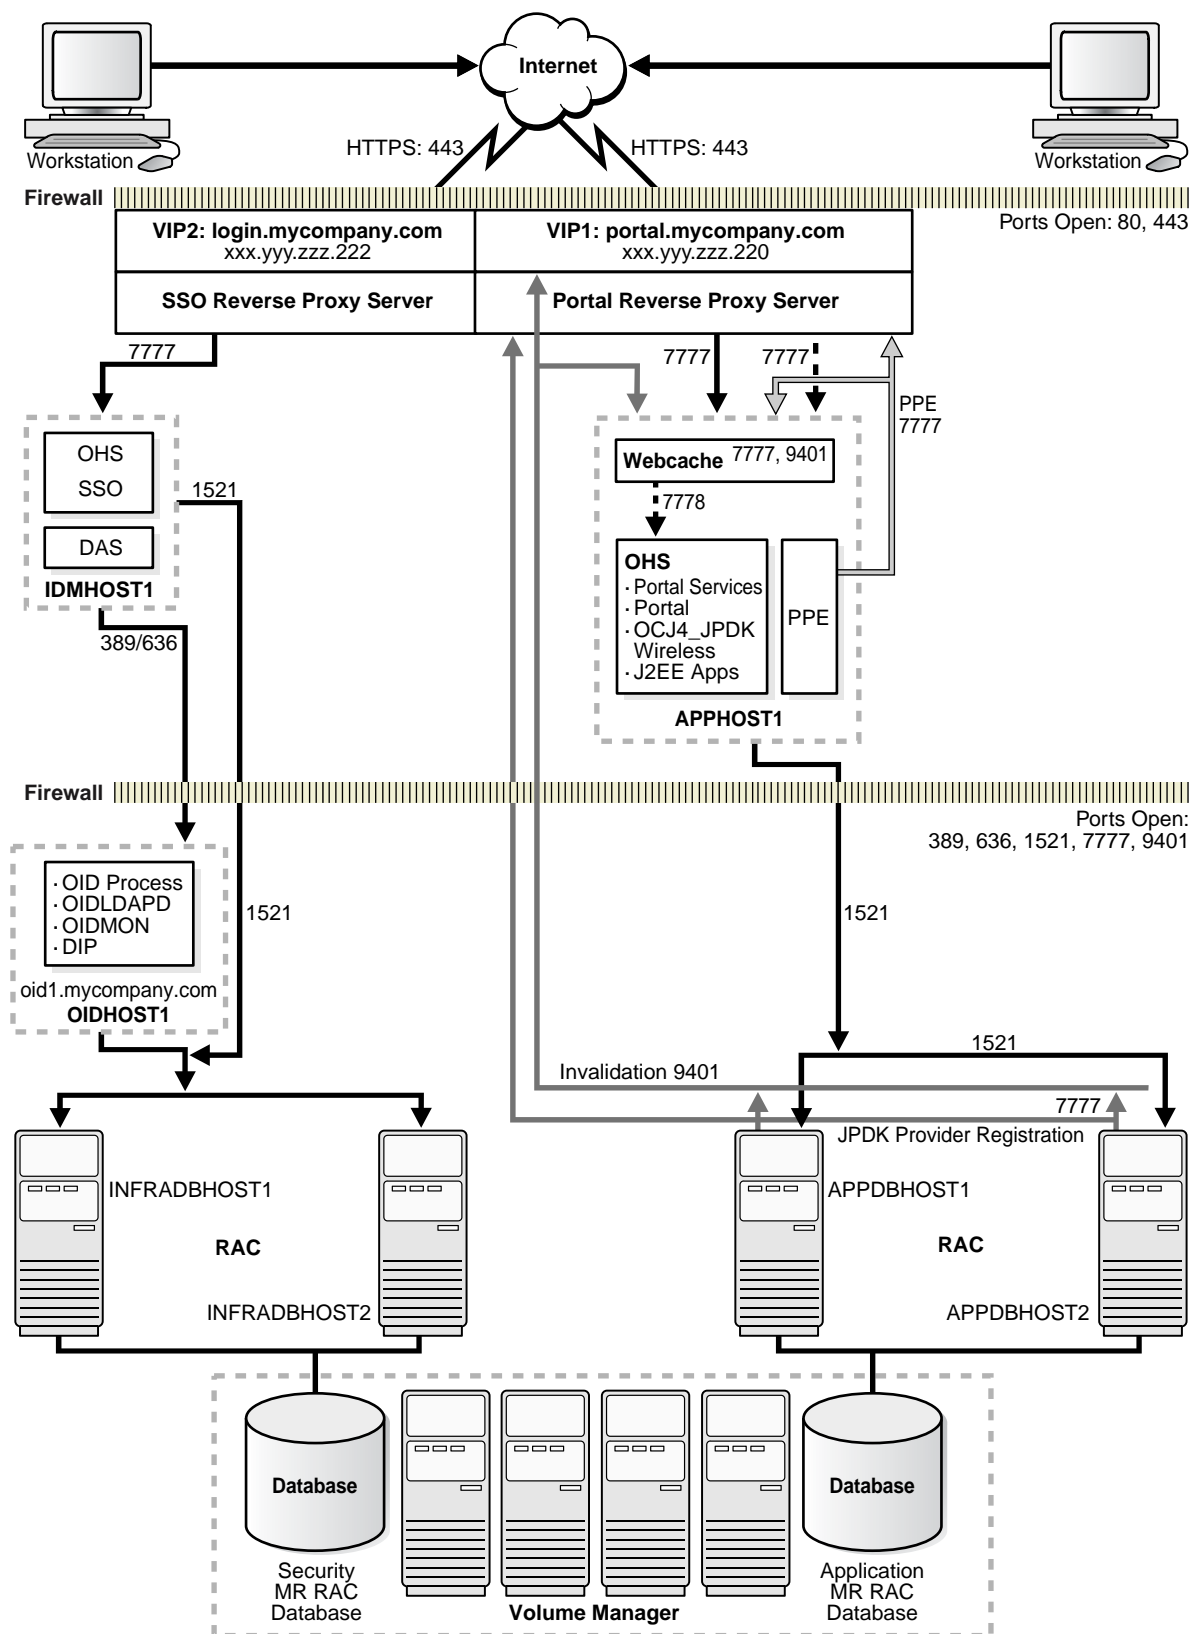 Internet
HTTPS: 443
HTTPS: 443
Workstation
Workstation
Firewall
Ports Open: 80, 443
VIP2: login.mycompany.com
xxx.yyy.zzz.222
VIP1: portal.mycompany.com
xxx.yyy.zzz.220
SSO Reverse Proxy Server
Portal Reverse Proxy Server
7777
7777
7777
PPE
7777
OHS
SSO
DAS
IDMHOST1
1521
389/636
Webcache 7777, 9401
7778
OHS
· Portal Services
· Portal
· OCJ4_JPDK
Wireless
· J2EE Apps
PPE
APPHOST1
Firewall
Ports Open:
389, 636, 1521, 7777, 9401
· OID Process
· OIDLDAPD
· OIDMON
· DIP
oid1.mycompany.com
OIDHOST1
1521
1521
1521
Invalidation 9401
7777
JPDK Provider Registration
INFRADBHOST1
RAC
INFRADBHOST2
APPDBHOST1
RAC
APPDBHOST2
Database
Database
Security
MR RAC
Database
Volume Manager
Application
MR RAC
Database